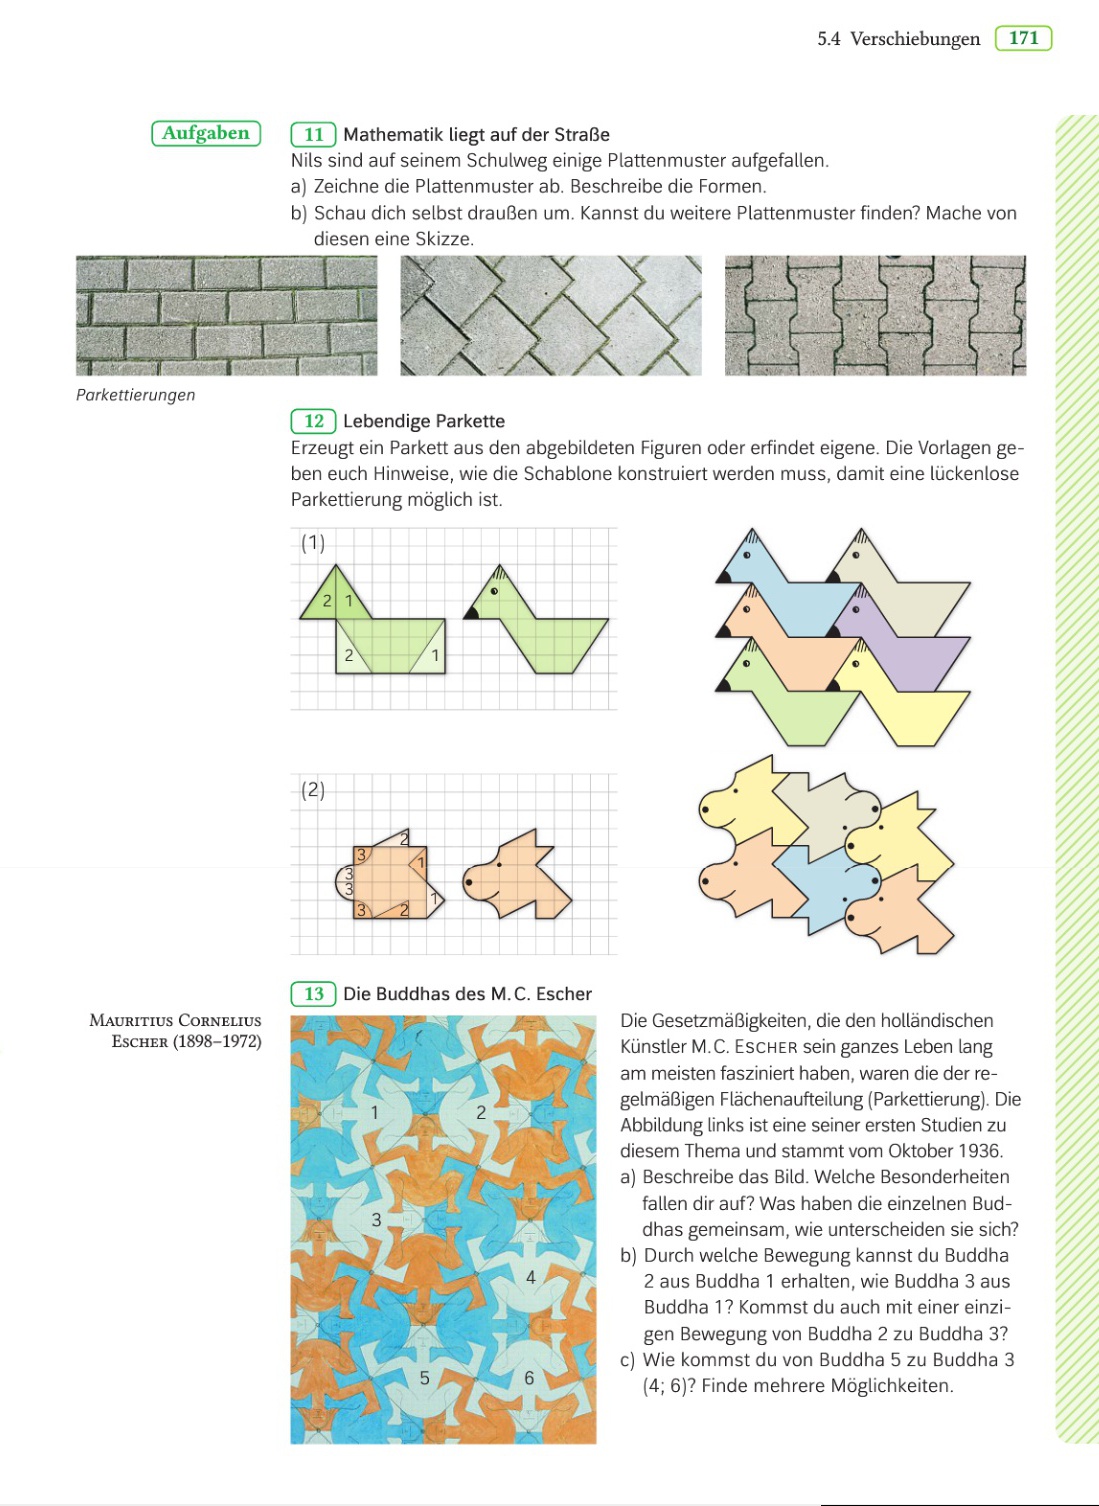 5.4 Verschiebungen 171
Aufgaben
11 Mathematik liegt auf der Straße
Nils sind auf seinem Schulweg einige Plattenmuster aufgefallen.
a) Zeichne die Plattenmuster ab. Beschreibe die Formen.
b) Schau dich selbst draußen um. Kannst du weitere Plattenmuster finden? Mache von
diesen eine Skizze.
Parkettierungen
12 Lebendige Parkette
Erzeugt ein Parkett aus den abgebildeten Figuren oder erfindet eigene. Die Vorlagen ge-
ben euch Hinweise, wie die Schablone konstruiert werden muss, damit eine lückenlose
Parkettierung möglich ist.
(1)
2 1
2 1
(2)
2
3 1
3
3 1
3 2
13 Die Buddhas des M. C. Escher
MAURITIUS CORNELIUS
ESCHER (1898–1972)
1 2
3
4
5 6
Die Gesetzmäßigkeiten, die den holländischen
Künstler M. C. ESCHER sein ganzes Leben lang
am meisten fasziniert haben, waren die der re-
gelmäßigen Flächenaufteilung (Parkettierung). Die
Abbildung links ist eine seiner ersten Studien zu
diesem Thema und stammt vom Oktober 1936.
a) Beschreibe das Bild. Welche Besonderheiten
fallen dir auf? Was haben die einzelnen Bud-
dhas gemeinsam, wie unterscheiden sie sich?
b) Durch welche Bewegung kannst du Buddha
2 aus Buddha 1 erhalten, wie Buddha 3 aus
Buddha 1? Kommst du auch mit einer einzi-
gen Bewegung von Buddha 2 zu Buddha 3?
c) Wie kommst du von Buddha 5 zu Buddha 3
(4; 6)? Finde mehrere Möglichkeiten.